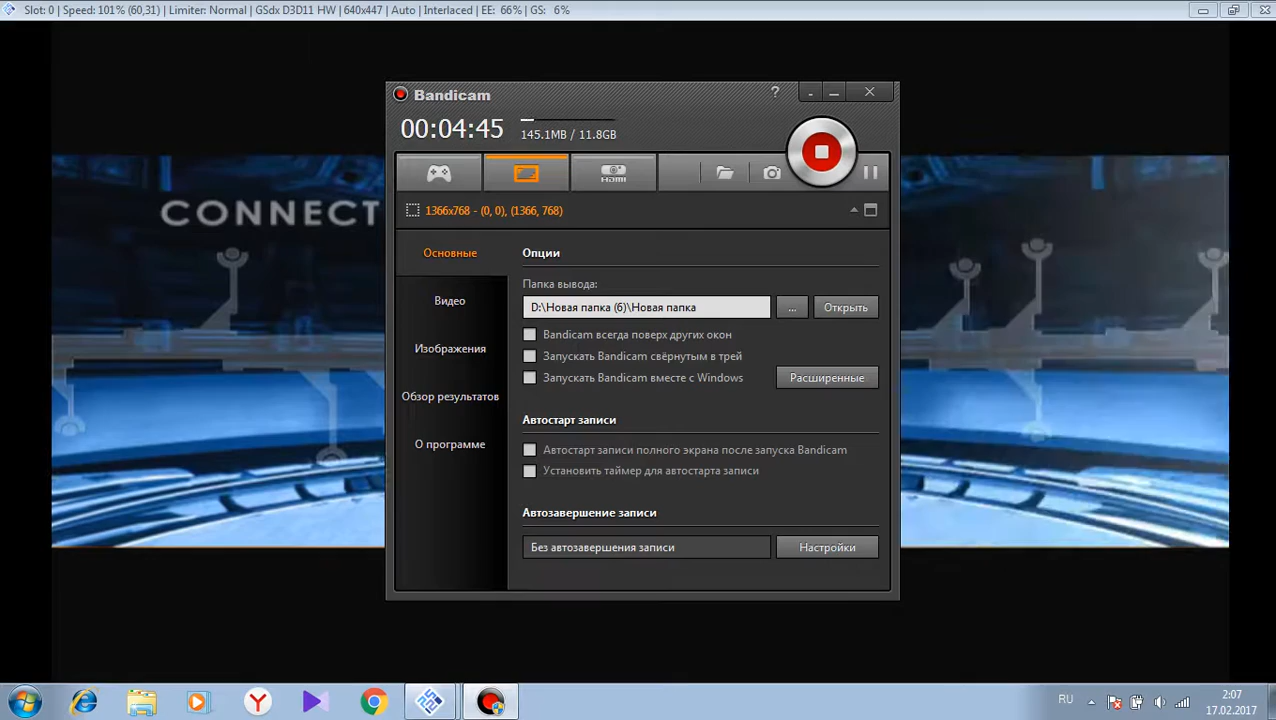 Slot: 0 | Speed: 101% (60,31) | Limiter: Normal | GSdx D3D11 HW | 640x447 | Auto | Interlaced | EE: 66% | GS: 6%
CONNECT
Bandicam
?
00:04:45
145.1MB / 11.8GB
HDMI
1366x768 - (0, 0), (1366, 768)
Основные
Видео
Изображения
Обзор результатов
О программе
Опции
Папка вывода:
D:\Новая папка (6)\Новая папка
...
Открыть
Bandicam всегда поверх других окон
Запускать Bandicam свёрнутым в трей
Запускать Bandicam вместе с Windows
Расширенные
Автостарт записи
Автостарт записи полного экрана после запуска Bandicam
Установить таймер для автостарта записи
Автозавершение записи
Без автозавершения записи
Настройки
RU
2:07
17.02.2017